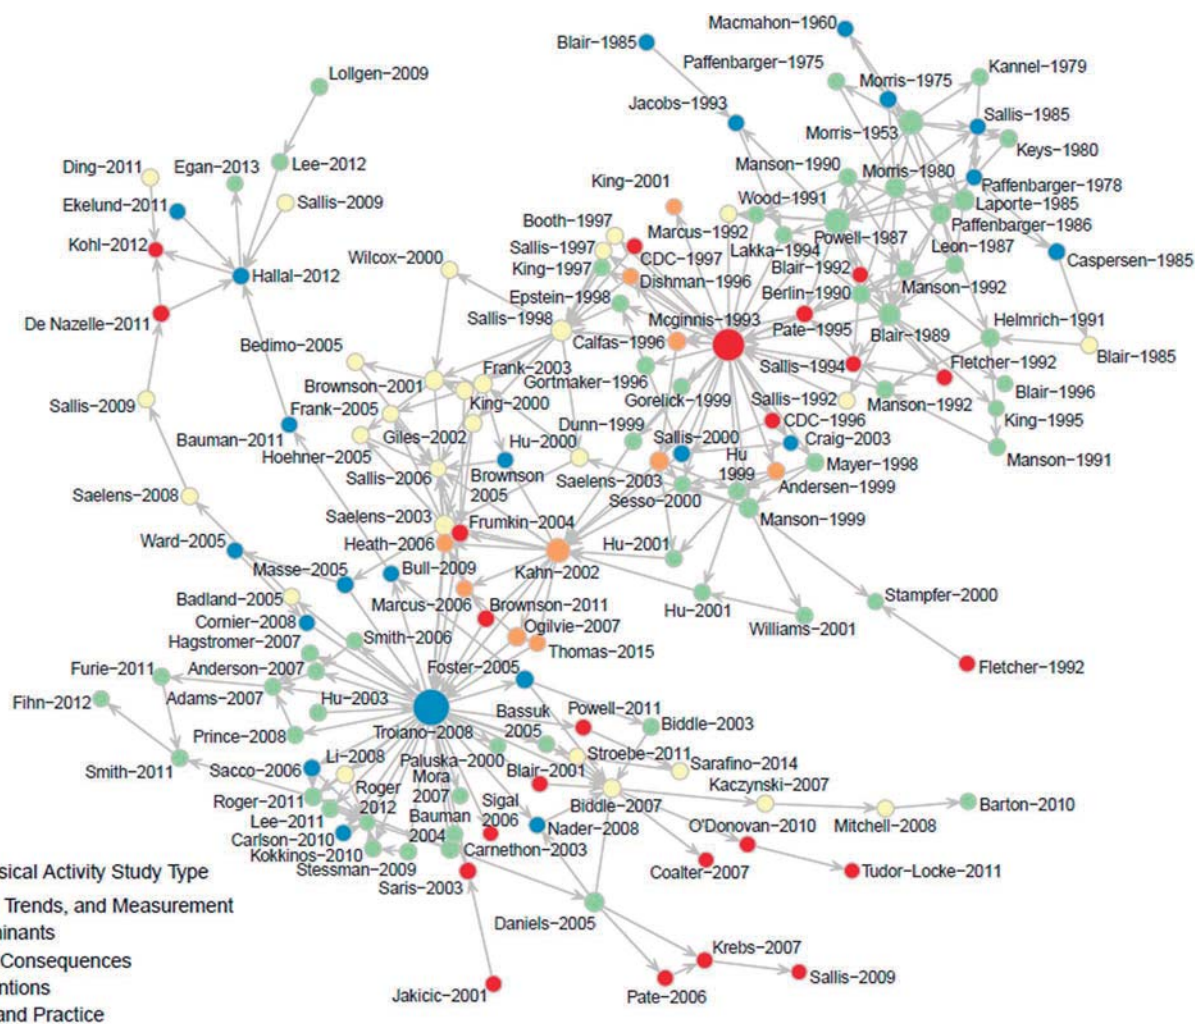 Macmahon−1960
Blair−1985
Paffenbarger−1975
Kannel−1979
Lollgen−2009
Morris−1975
Jacobs−1993
Sallis−1985
Morris−1953
Keys−1980
Ding−2011
Egan−2013
Lee−2012
Manson−1990
Morris−1980
King−2001
Paffenbarger−1978
Ekelund−2011
Sallis−2009
Wood−1991
Laporte−1985
Booth−1997
Marcus−1992
Paffenbarger−1986
Kohl−2012
Sallis−1997
Lakka−1994
Powell−1987
Leon−1987
Wilcox−2000
CDC−1997
Caspersen−1985
Hallal−2012
King−1997
Blair−1992
Dishman−1996
Manson−1992
Epstein−1998
Berlin−1990
De Nazelle−2011
Sallis−1998
Mcginnis−1993
Helmrich−1991
Pate−1995
Blair−1989
Bedimo−2005
Calfas−1996
Blair−1985
Frank−2003
Sallis−1994
Fletcher−1992
Brownson−2001
Gortmaker−1996
Blair−1996
Sallis−2009
King−2000
Gorelick−1999
Sallis−1992
Manson−1992
Frank−2005
King−1995
Dunn−1999
CDC−1996
Bauman−2011
Giles−2002
Hu−2000
Sallis−2000
Craig−2003
Hoehner−2005
Hu
1999
Manson−1991
Mayer−1998
Sallis−2006
Brownson
2005
Saelens−2003
Andersen−1999
Saelens−2008
Sesso−2000
Saelens−2003
Frumkin−2004
Manson−1999
Ward−2005
Heath−2006
Hu−2001
Masse−2005
Bull−2009
Kahn−2002
Badland−2005
Marcus−2006
Brownson−2011
Hu−2001
Stampfer−2000
Cornier−2008
Ogilvie−2007
Williams−2001
Hagstromer−2007
Smith−2006
Thomas−2015
Furie−2011
Anderson−2007
Foster−2005
Fletcher−1992
Fihn−2012
Adams−2007
Hu−2003
Bassuk
2005
Powell−2011
Biddle−2003
Prince−2008
Troiano−2008
Li−2008
Paluska−2000
Stroebe−2011
Smith−2011
Sacco−2006
Mora
2007
Blair−2001
Sarafino−2014
Kaczynski−2007
Roger−2011
Roger
2012
Sigal
2006
Biddle−2007
Barton−2010
Lee−2011
Bauman
2004
Nader−2008
O'Donovan−2010
Mitchell−2008
Carlson−2010
Kokkinos−2010
Carnethon−2003
Stessman−2009
Coalter−2007
Tudor−Locke−2011
sical Activity Study Type
Saris−2003
Trends, and Measurement
Daniels−2005
minants
Krebs−2007
Consequences
Sallis−2009
ntions
Jakicic−2001
Pate−2006
and Practice